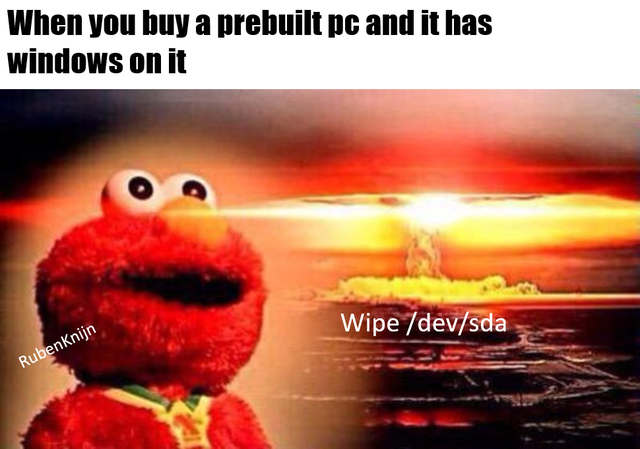 When you buy a prebuilt pc and it has
windows on it
Wipe /dev/sda
RubenKnijn